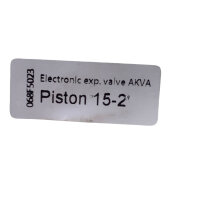 068F5023
Electronic exp. valve AKVA
Piston 15-2